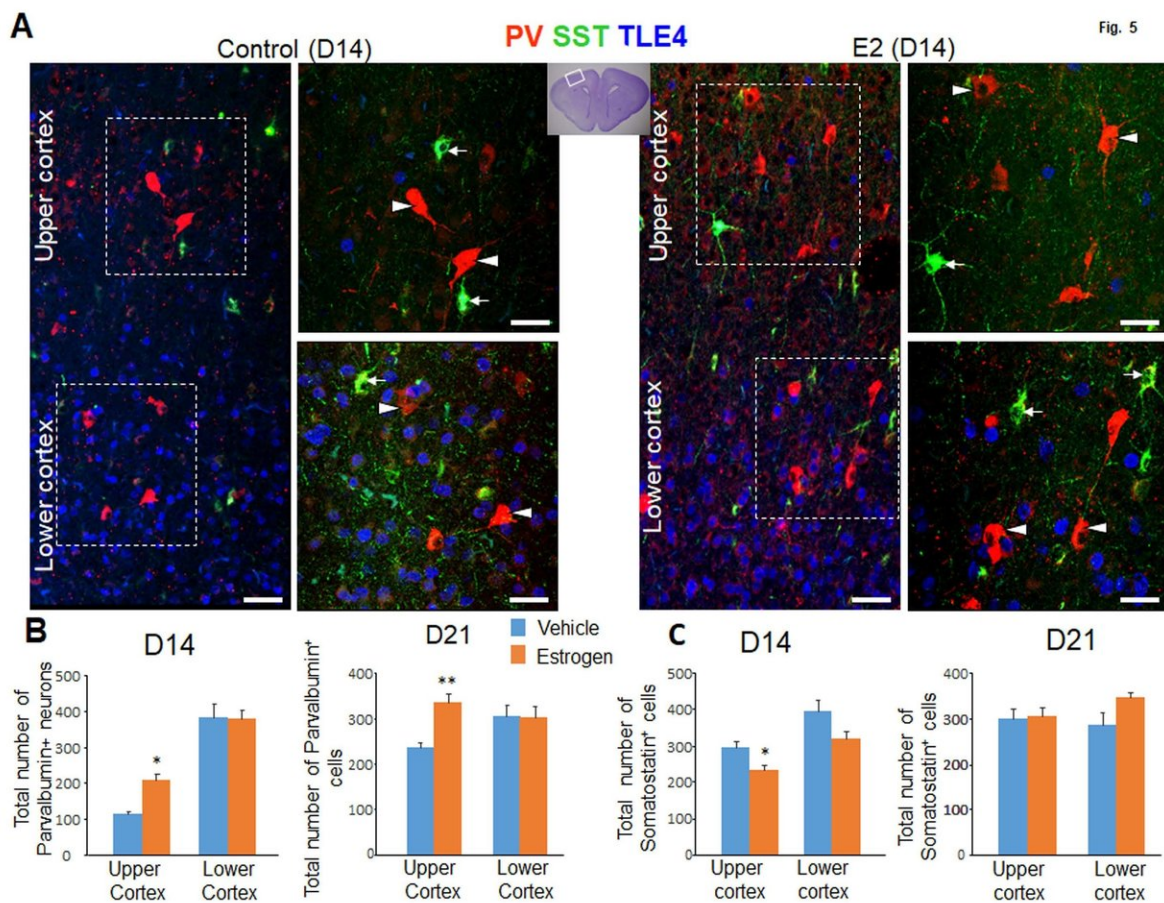 A
Control (D14)
PV SST TLE4
E2 (D14)
Fig. 5
Upper cortex
Lower cortex
Upper cortex
Lower cortex
B
D14
Total number of
Parvalbumin+ neurons
500
400
300
200
100
0
*
Upper
Cortex
Lower
Cortex
D21
Total number of Parvalbumin⁺
cells
400
300
200
100
0
**
Upper
Cortex
Lower
Cortex
Vehicle
Estrogen
C
D14
Total number of
Somatostatin⁺ cells
500
400
300
200
100
0
*
Upper
cortex
Lower
cortex
D21
Total number of
Somatostatin⁺ cells
400
300
200
100
0
Upper
cortex
Lower
cortex